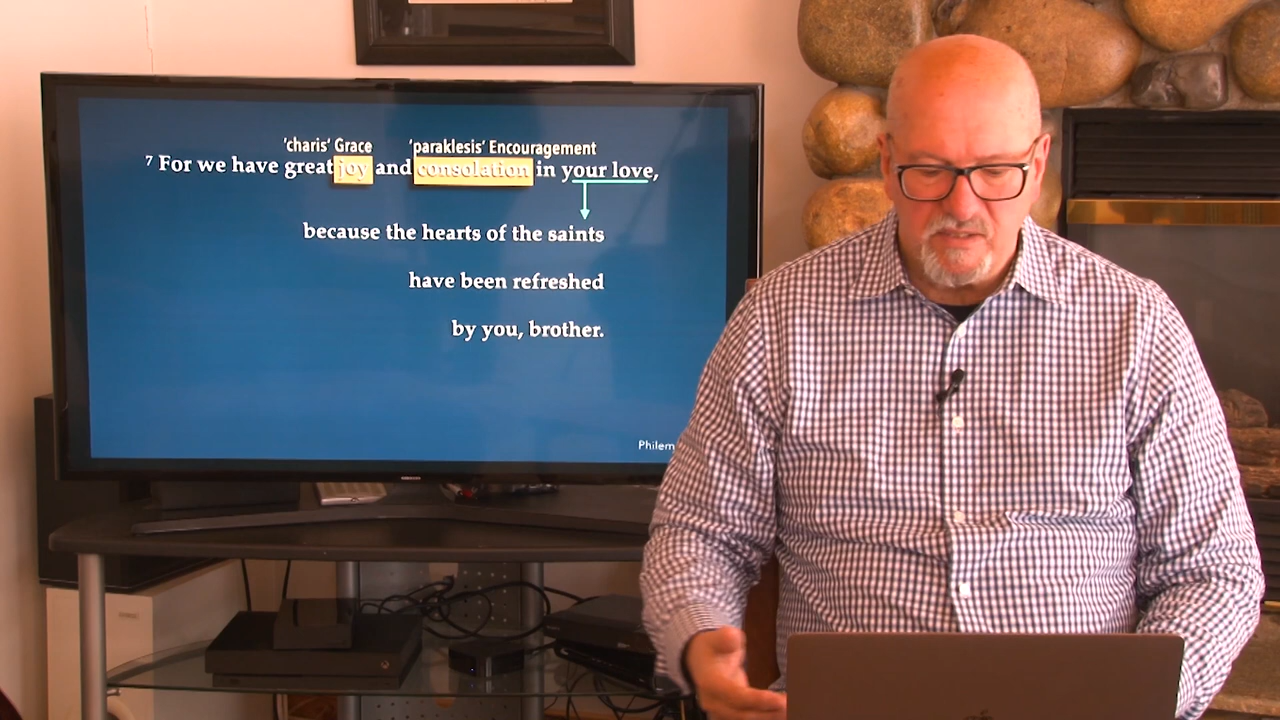 'charis' Grace 'paraklesis' Encouragement
7 For we have great joy and consolation in your love,
because the hearts of the saints
have been refreshed
by you, brother.
Philem